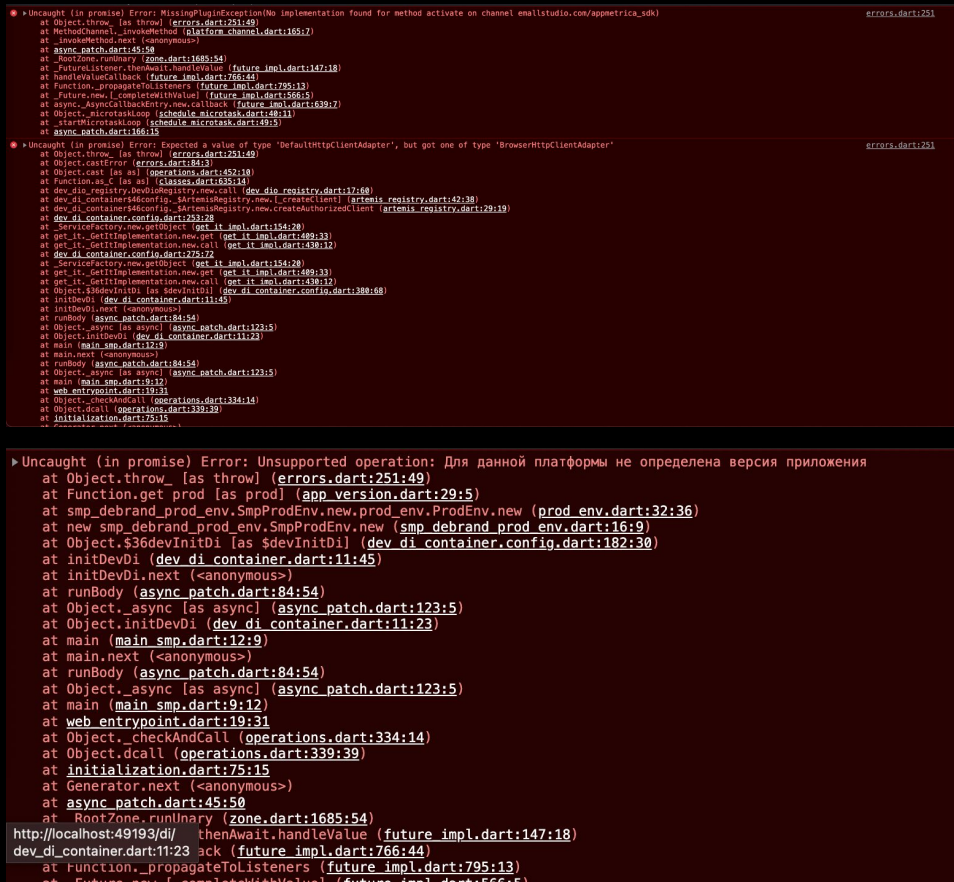 Uncaught (in promise) Error: MissingPluginException(No implementation found for method activate on channel emallstudio.com/appmetrica_sdk) errors.dart:251
at Object.throw_ [as throw] (errors.dart:251:49)
at MethodChannel._invokeMethod (platform_channel.dart:165:7)
at _invokeMethod.next (<anonymous>)
at async_patch.dart:45:50
at _RootZone.runUnary (zone.dart:1685:54)
at _FutureListener.thenAwait.handleValue (future_impl.dart:147:18)
at handleValueCallback (future_impl.dart:766:44)
at Function._propagateToListeners (future_impl.dart:795:13)
at _Future.new.[_completeWithValue] (future_impl.dart:566:5)
at async._AsyncCallbackEntry.new.callback (future_impl.dart:639:7)
at Object._microtaskLoop (schedule_microtask.dart:40:11)
at _startMicrotaskLoop (schedule_microtask.dart:49:5)
at async_patch.dart:166:15
Uncaught (in promise) Error: Expected a value of type 'DefaultHttpClientAdapter', but got one of type 'BrowserHttpClientAdapter' errors.dart:251
at Object.throw_ [as throw] (errors.dart:251:49)
at Object.castError (errors.dart:84:3)
at Object.cast [as as] (operations.dart:452:10)
at Function.as_C [as as] (classes.dart:635:14)
at dev_dio_registry.DevDioRegistry.new.call (dev_dio_registry.dart:17:60)
at dev_di_container$46config._$ArtemisRegistry.new.[_createClient] (artemis_registry.dart:42:38)
at dev_di_container$46config._$ArtemisRegistry.new.createAuthorizedClient (artemis_registry.dart:29:19)
at dev_di_container.config.dart:253:28
at _ServiceFactory.new.getObject (get_it_impl.dart:154:20)
at get_it._GetItImplementation.new.get (get_it_impl.dart:409:33)
at get_it._GetItImplementation.new.call (get_it_impl.dart:430:12)
at dev_di_container.config.dart:275:72
at _ServiceFactory.new.getObject (get_it_impl.dart:154:20)
at get_it._GetItImplementation.new.get (get_it_impl.dart:409:33)
at get_it._GetItImplementation.new.call (get_it_impl.dart:430:12)
at Object.$36devInitDi [as $devInitDi] (dev_di_container.config.dart:380:68)
at initDevDi (dev_di_container.dart:11:45)
at initDevDi.next (<anonymous>)
at runBody (async_patch.dart:84:54)
at Object._async [as async] (async_patch.dart:123:5)
at Object.initDevDi (dev_di_container.dart:11:23)
at main (main_smp.dart:12:9)
at main.next (<anonymous>)
at runBody (async_patch.dart:84:54)
at Object._async [as async] (async_patch.dart:123:5)
at main (main_smp.dart:9:12)
at web_entrypoint.dart:19:31
at Object._checkAndCall (operations.dart:334:14)
at Object.dcall (operations.dart:339:39)
at initialization.dart:75:15
at Generator.next (<anonymous>)
Uncaught (in promise) Error: Unsupported operation: Для данной платформы не определена версия приложения
at Object.throw_ [as throw] (errors.dart:251:49)
at Function.get prod [as prod] (app_version.dart:29:5)
at smp_debrand_prod_env.SmpProdEnv.new.prod_env.ProdEnv.new (prod_env.dart:32:36)
at new smp_debrand_prod_env.SmpProdEnv.new (smp_debrand_prod_env.dart:16:9)
at Object.$36devInitDi [as $devInitDi] (dev_di_container.config.dart:182:30)
at initDevDi (dev_di_container.dart:11:45)
at initDevDi.next (<anonymous>)
at runBody (async_patch.dart:84:54)
at Object._async [as async] (async_patch.dart:123:5)
at Object.initDevDi (dev_di_container.dart:11:23)
at main (main_smp.dart:12:9)
at main.next (<anonymous>)
at runBody (async_patch.dart:84:54)
at Object._async [as async] (async_patch.dart:123:5)
at main (main_smp.dart:9:12)
at web_entrypoint.dart:19:31
at Object._checkAndCall (operations.dart:334:14)
at Object.dcall (operations.dart:339:39)
at initialization.dart:75:15
at Generator.next (<anonymous>)
at async_patch.dart:45:50
at _RootZone.runUnary (zone.dart:1685:54)
http://localhost:49193/di/ thenAwait.handleValue (future_impl.dart:147:18)
dev_di_container.dart:11:23 ack (future_impl.dart:766:44)
at Function._propagateToListeners (future_impl.dart:795:13)
at _Future.new.[_completeWithValue] (future_impl.dart:566:5)